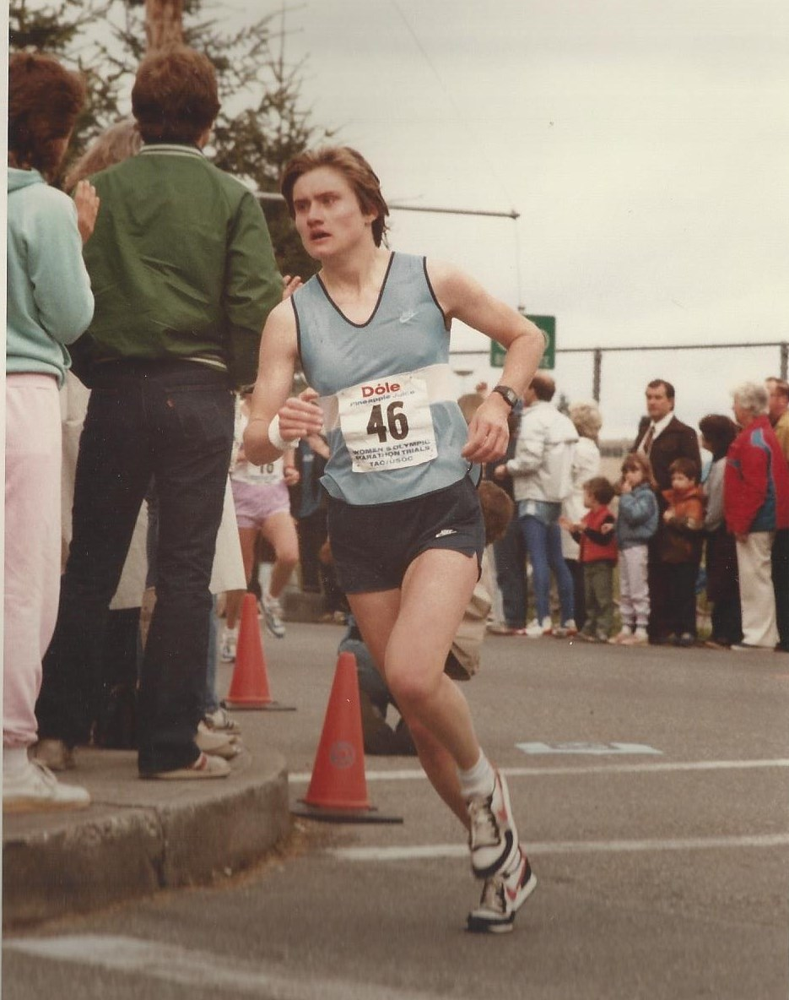 Dole
Pineapple Juice
46
WOMEN'S OLYMPIC
MARATHON TRIALS
TAC/USOC